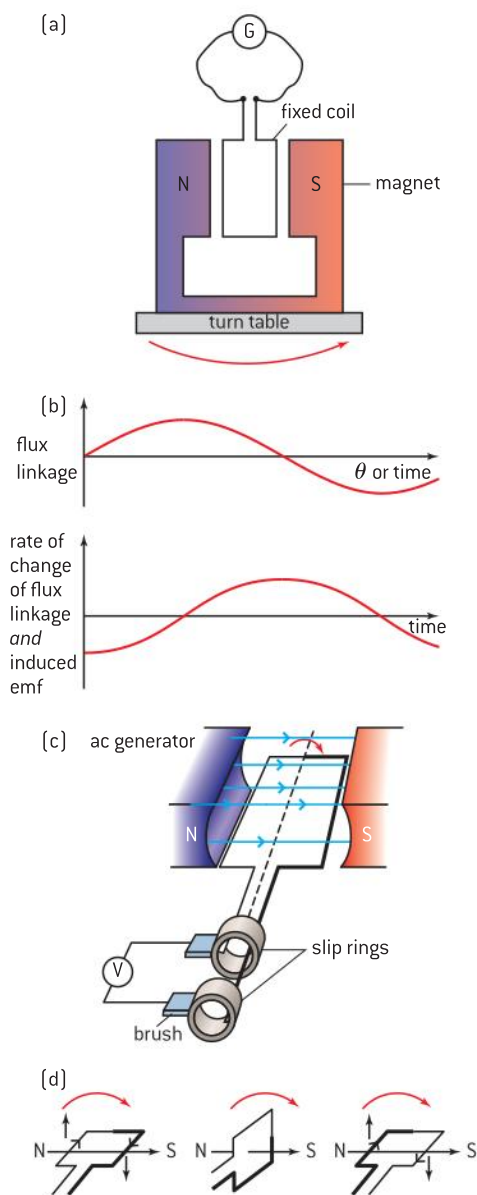 (a)
G
fixed coil
N
S
magnet
turn table
(b)
flux
linkage
θ or time
rate of
change
of flux
linkage
and
induced
emf
time
(c) ac generator
N
S
V
slip rings
brush
(d)
N S N S N S